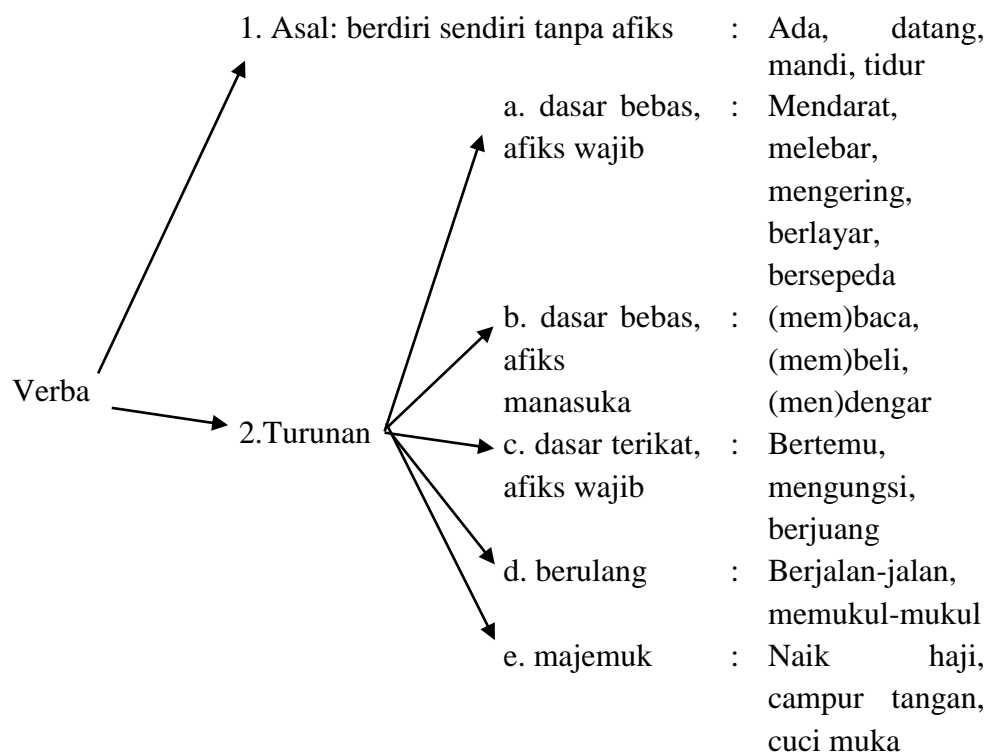 1. Asal: berdiri sendiri tanpa afiks : Ada, datang,
mandi, tidur
a. dasar bebas, : Mendarat,
afiks wajib melebar,
mengering,
berlayar,
bersepeda
b. dasar bebas, : (mem)baca,
afiks (mem)beli,
Verba
manasuka (men)dengar
2.Turunan
c. dasar terikat, : Bertemu,
afiks wajib mengungsi,
berjuang
d. berulang : Berjalan-jalan,
memukul-mukul
e. majemuk : Naik haji,
campur tangan,
cuci muka